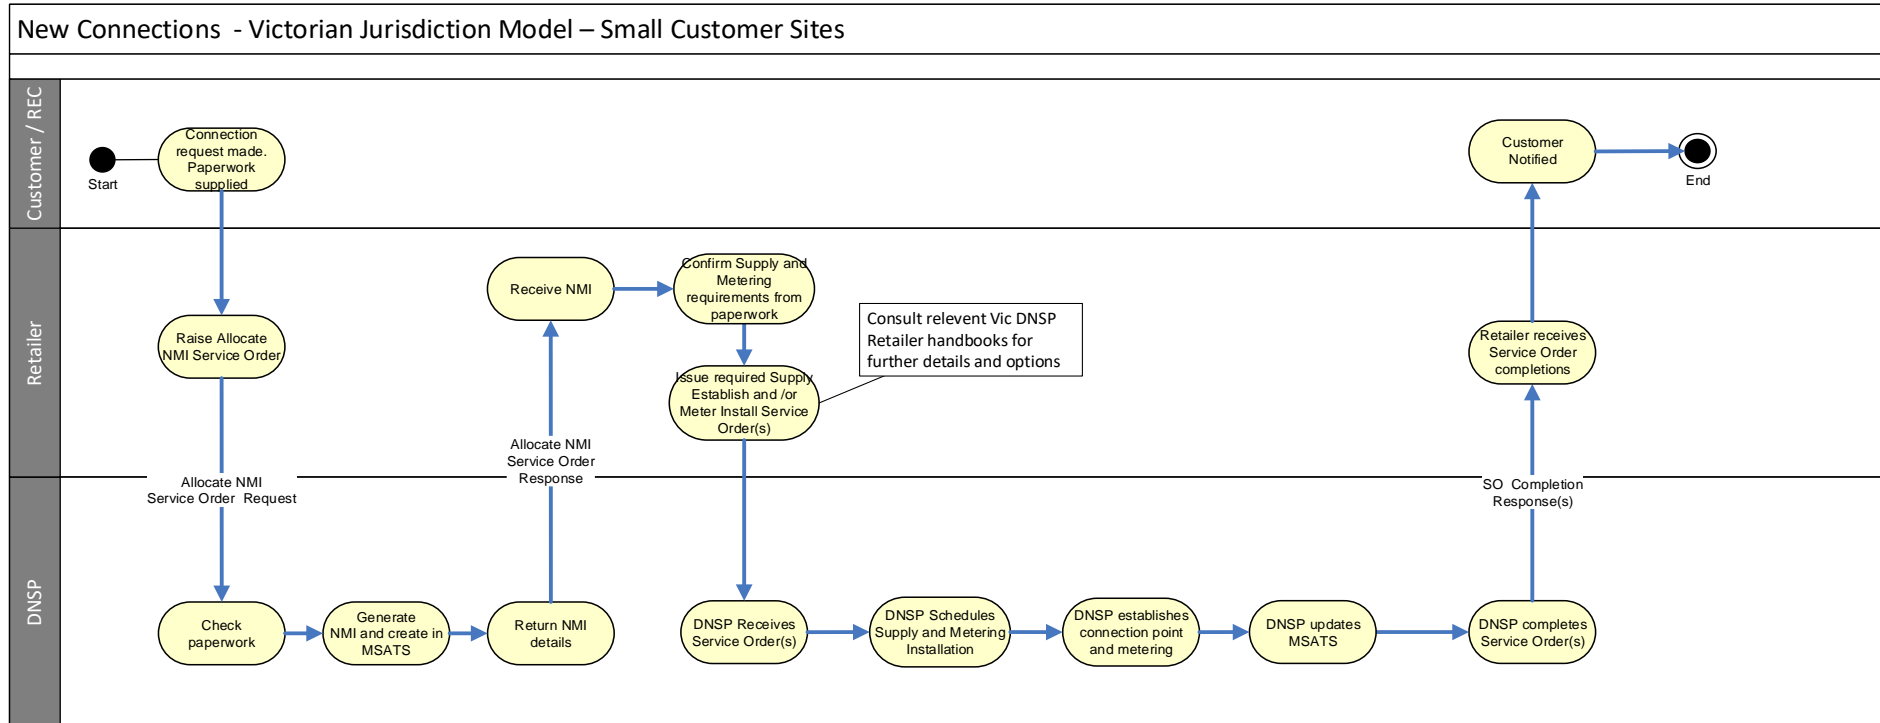 New Connections  - Victorian Jurisdiction Model – Small Customer Sites
Customer / REC
Start
Connection
request made.
Paperwork
supplied
Customer
Notified
End
Retailer
Raise Allocate
NMI Service Order
Receive NMI
Confirm Supply and
Metering
requirements from
paperwork
Issue required Supply
Establish and /or
Meter Install Service
Order(s)
Consult relevent Vic DNSP
Retailer handbooks for
further details and options
Retailer receives
Service Order
completions
Allocate NMI
Service Order  Request
Allocate NMI
Service Order
Response
SO  Completion
Response(s)
DNSP
Check
paperwork
Generate
NMI and create in
MSATS
Return NMI
details
DNSP Receives
Service Order(s)
DNSP Schedules
Supply and Metering
Installation
DNSP establishes
connection point
and metering
DNSP updates
MSATS
DNSP completes
Service Order(s)